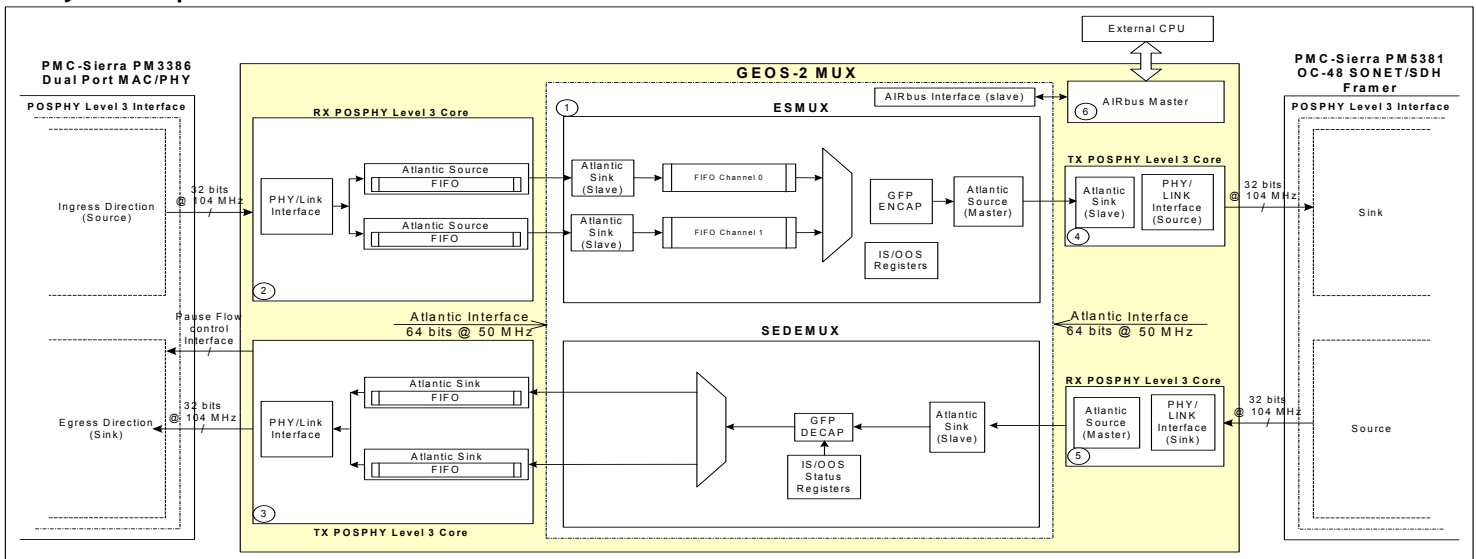 External CPU
PMC-Sierra PM3386
Dual Port MAC/PHY
GEOS-2 MUX
PMC-Sierra PM5381
OC-48 SONET/SDH
Framer
POSPHY Level 3 Interface
RX POSPHY Level 3 Core
1
ESMUX
AIRbus Interface (slave)
AIRbus Master
6
POSPHY Level 3 Interface
Ingress Direction
(Source)
32 bits
@ 104 MHz
PHY/Link
Interface
Atlantic Source
FIFO
Atlantic Source
FIFO
2
Atlantic
Sink
(Slave)
FIFO Channel 0
Atlantic
Sink
(Slave)
FIFO Channel 1
GFP
ENCAP
Atlantic
Source
(Master)
IS/OOS
Registers
TX POSPHY Level 3 Core
Atlantic
Sink
(Slave)
PHY/
LINK
Interface
(Source)
4
32 bits
@ 104 MHz
Sink
Pause Flow
control
Interface
Atlantic Interface
64 bits @ 50 MHz
Atlantic Interface
64 bits @ 50 MHz
SEDEMUX
Egress Direction
(Sink)
32 bits
@ 104 MHz
PHY/Link
Interface
Atlantic Sink
FIFO
Atlantic Sink
FIFO
3
TX POSPHY Level 3 Core
GFP
DECAP
IS/OOS
Status
Registers
Atlantic
Sink
(Slave)
RX POSPHY Level 3 Core
Atlantic
Source
(Master)
PHY/
LINK
Interface
(Sink)
5
32 bits
@ 104 MHz
Source